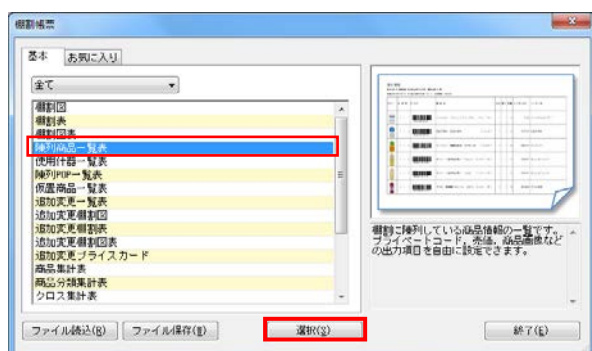 棚割帳票
基本 お気に入り
全て
棚割図
棚割表
棚割図表
陳列商品一覧表
使用什器一覧表
陳列POP一覧表
仮置商品一覧表
追加変更一覧表
追加変更棚割図
追加変更棚割表
追加変更棚割図表
追加変更プライスカード
商品集計表
商品分類集計表
クロス集計表
棚割に陳列している商品情報の一覧です。
プライベートコード、売価、商品画像など
の出力項目を自由に設定できます。
ファイル読込(R) ファイル保存(W) 選択(S) 終了(E)